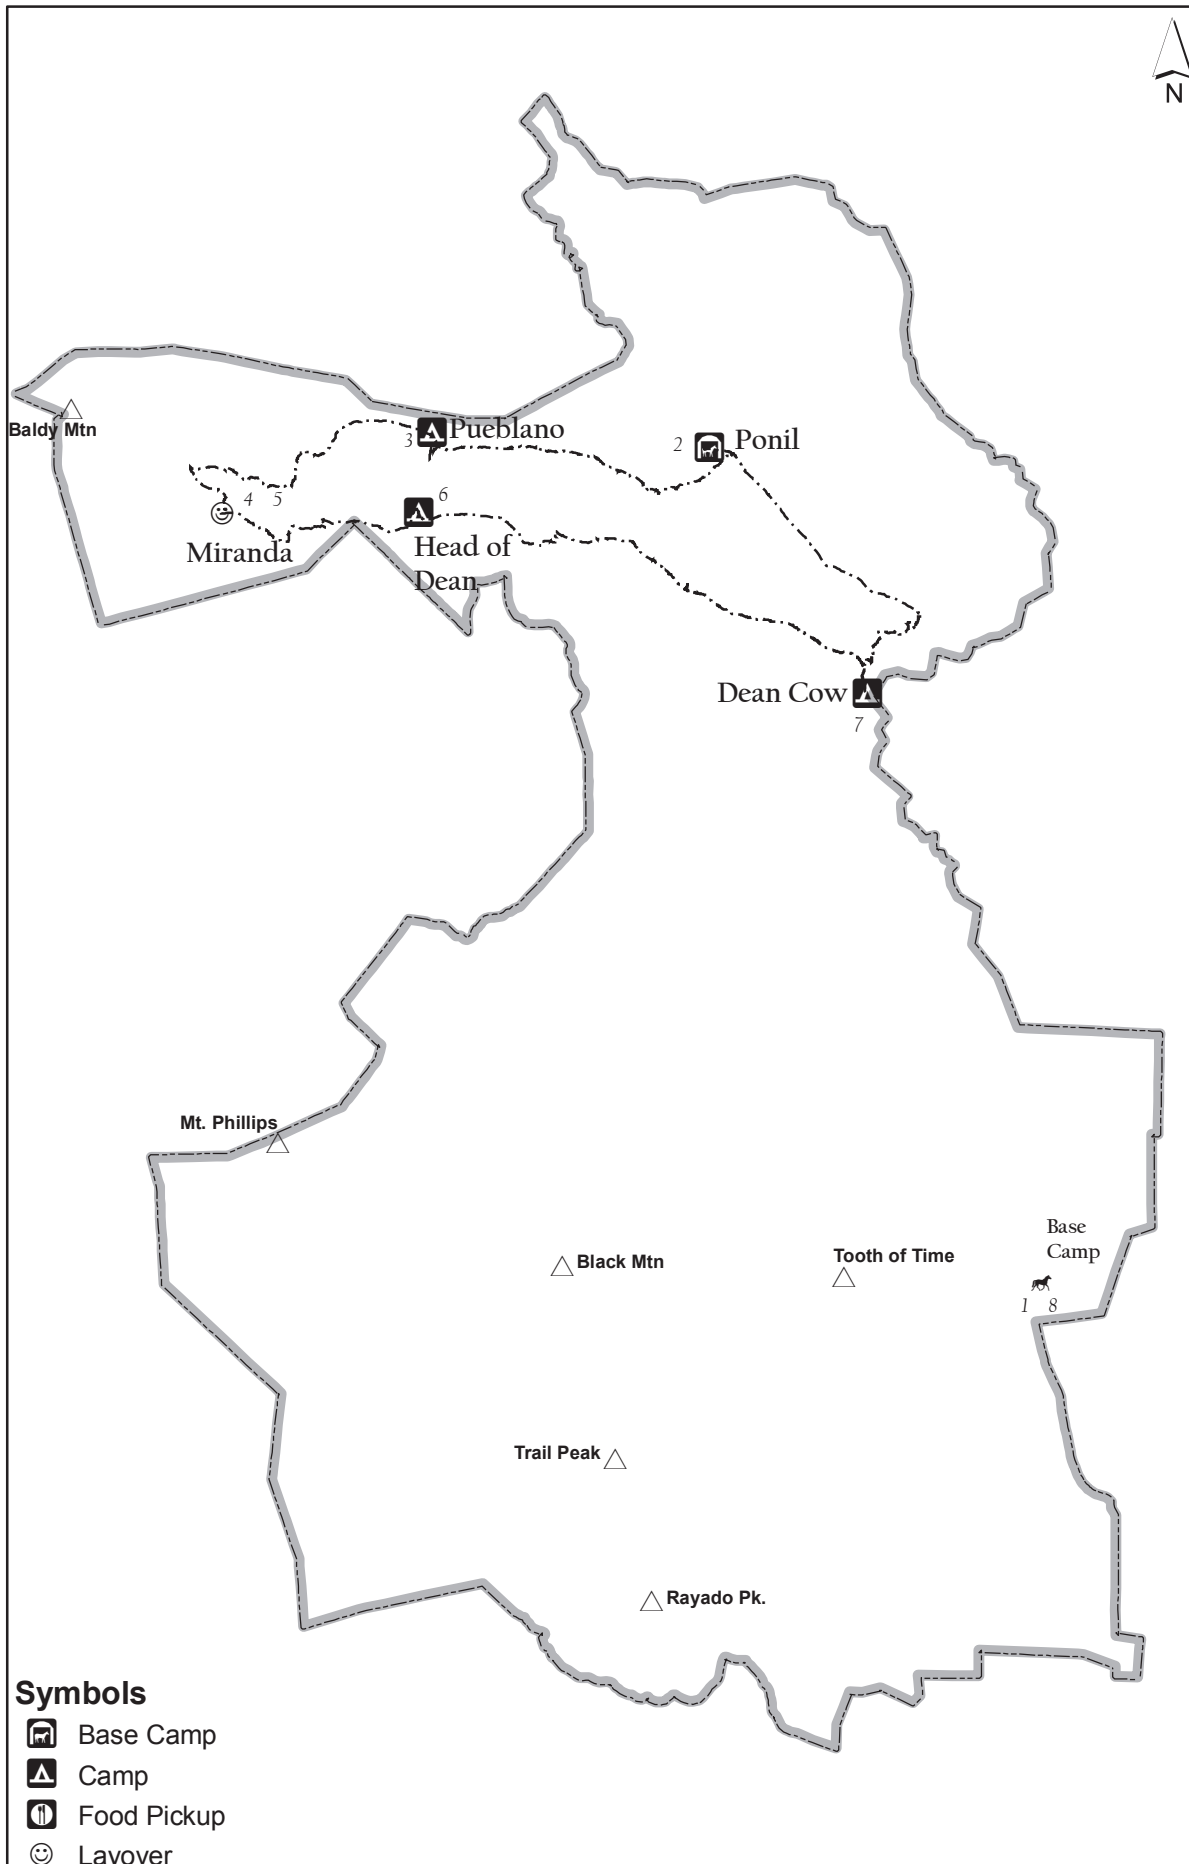 N
Baldy Mtn
3
Pueblano
2
Ponil
4 5
6
Miranda
Head of
Dean
Dean Cow
7
Mt. Phillips
Base
Camp
Black Mtn
Tooth of Time
1 8
Trail Peak
Rayado Pk.
Symbols
Base Camp
Camp
Food Pickup
Layover